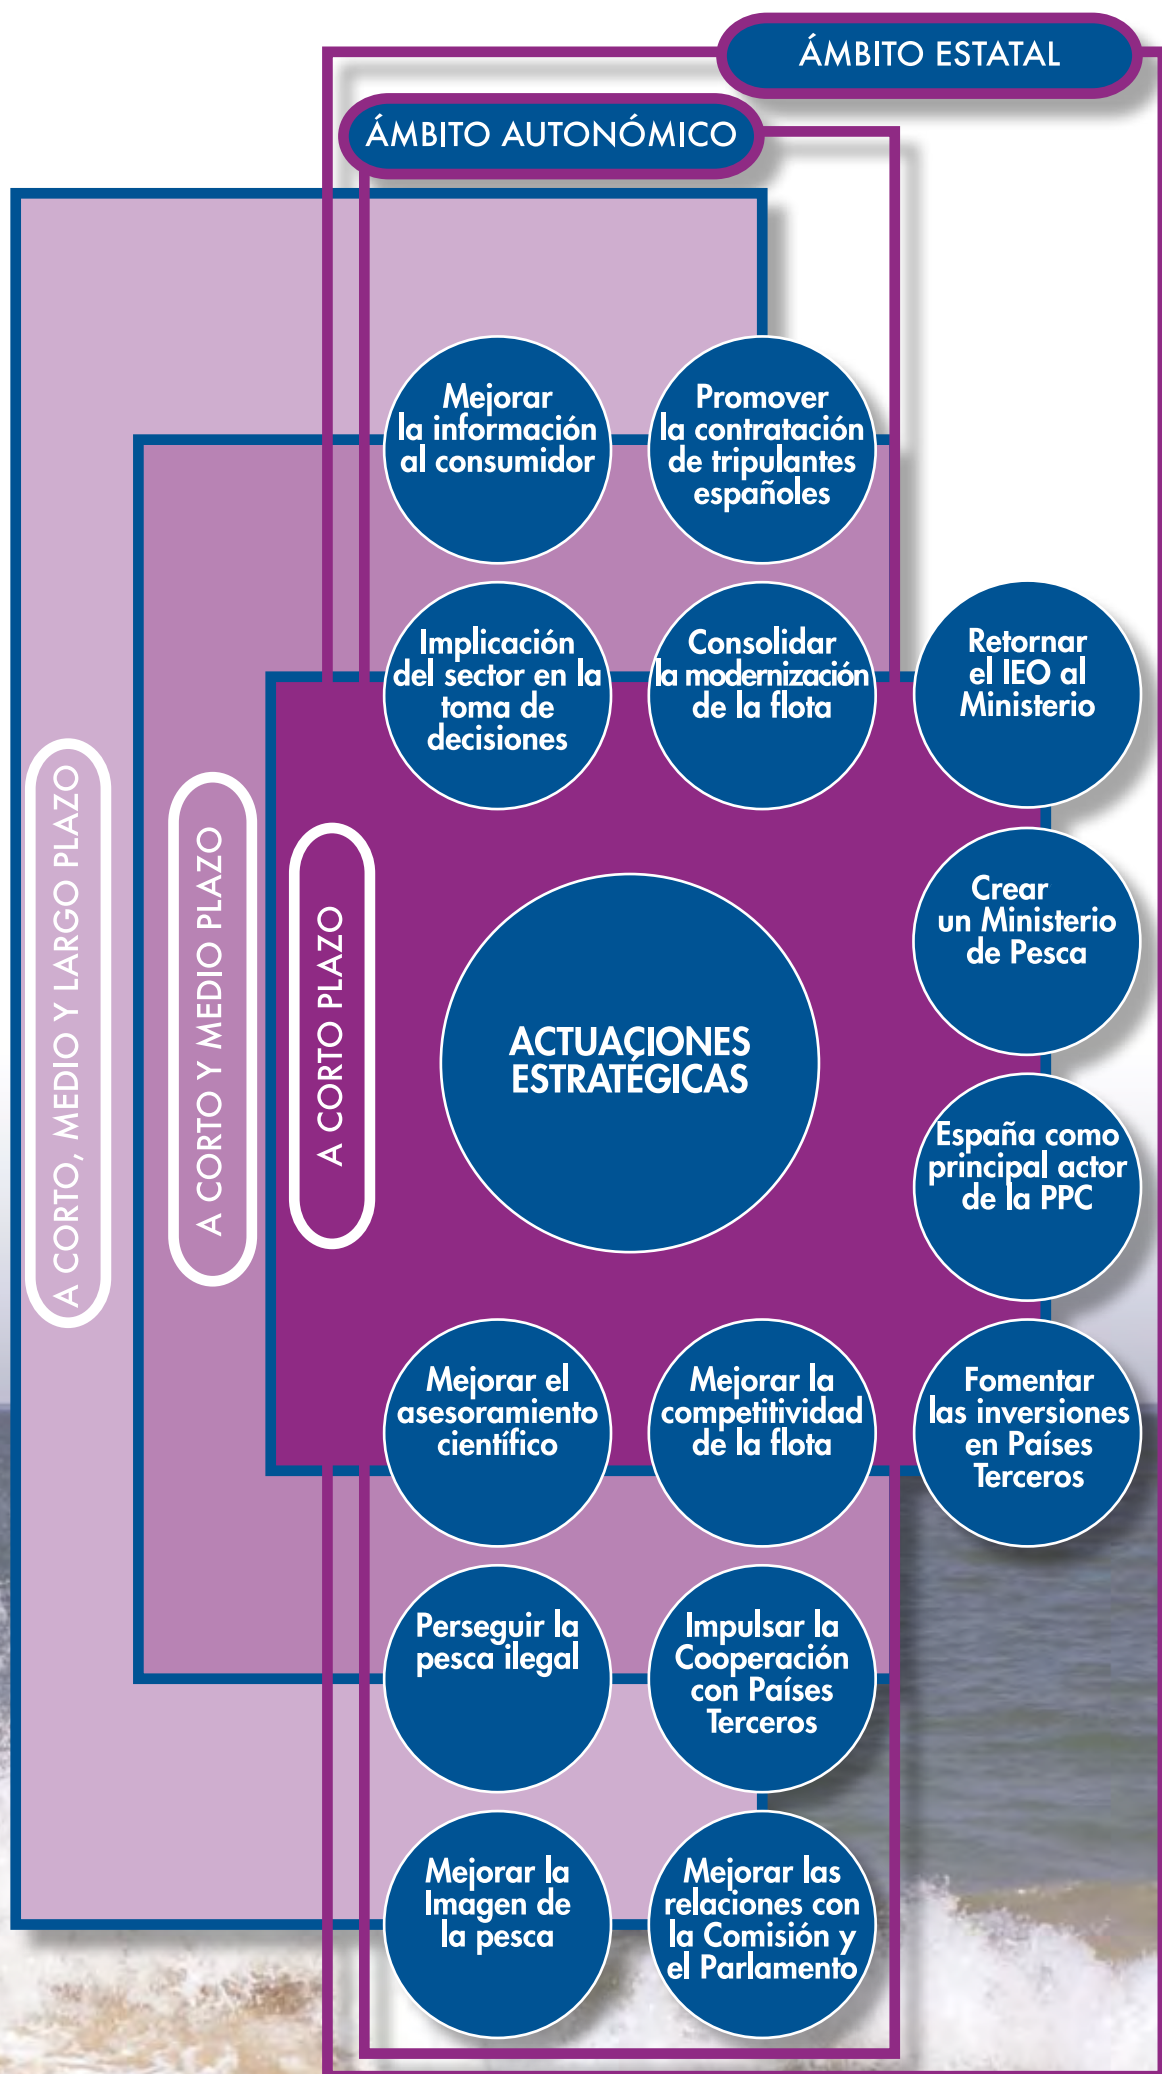 ÁMBITO ESTATAL
ÁMBITO AUTONÓMICO
Mejorar
la información
al consumidor
Promover
la contratación
de tripulantes
españoles
Implicación
del sector en la
toma de
decisiones
Consolidar
la modernización
de la flota
Retornar
el IEO al
Ministerio
A CORTO, MEDIO Y LARGO PLAZO
A CORTO Y MEDIO PLAZO
A CORTO PLAZO
Crear
un Ministerio
de Pesca
ACTUACIONES
ESTRATÉGICAS
España como
principal actor
de la PPC
Mejorar el
asesoramiento
científico
Mejorar la
competitividad
de la flota
Fomentar
las inversiones
en Países
Terceros
Perseguir la
pesca ilegal
Impulsar la
Cooperación
con Países
Terceros
Mejorar la
Imagen de
la pesca
Mejorar las
relaciones con
la Comisión y
el Parlamento